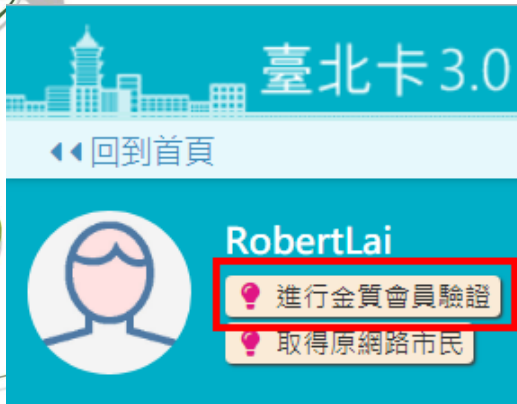 臺北卡3.0
回到首頁
RobertLai
進行金質會員驗證
取得原網路市民